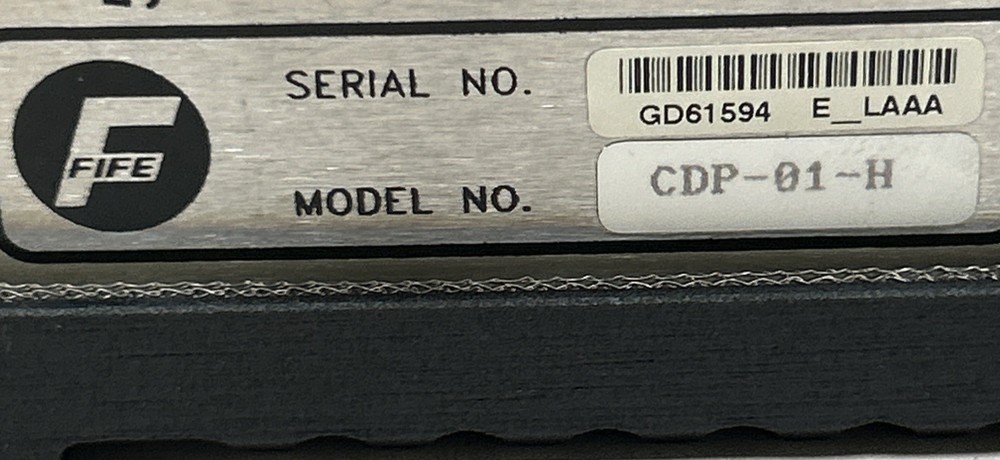 FIFE
SERIAL NO.
GD61594 E__LAAA
MODEL NO.
CDP-01-H